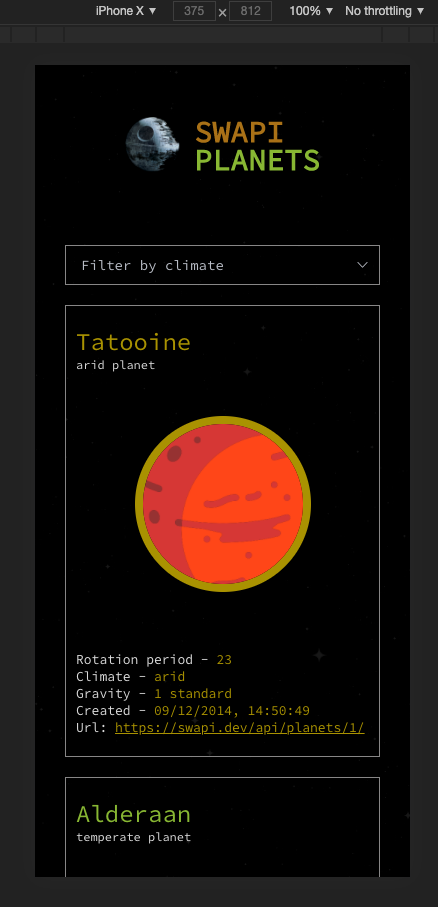 iPhone X ▼ 375 × 812 100% ▼ No throttling ▼
SWAPI
PLANETS
Filter by climate
Tatooine
arid planet
Rotation period - 23
Climate - arid
Gravity - 1 standard
Created - 09/12/2014, 14:50:49
Url: https://swapi.dev/api/planets/1/
Alderaan
temperate planet